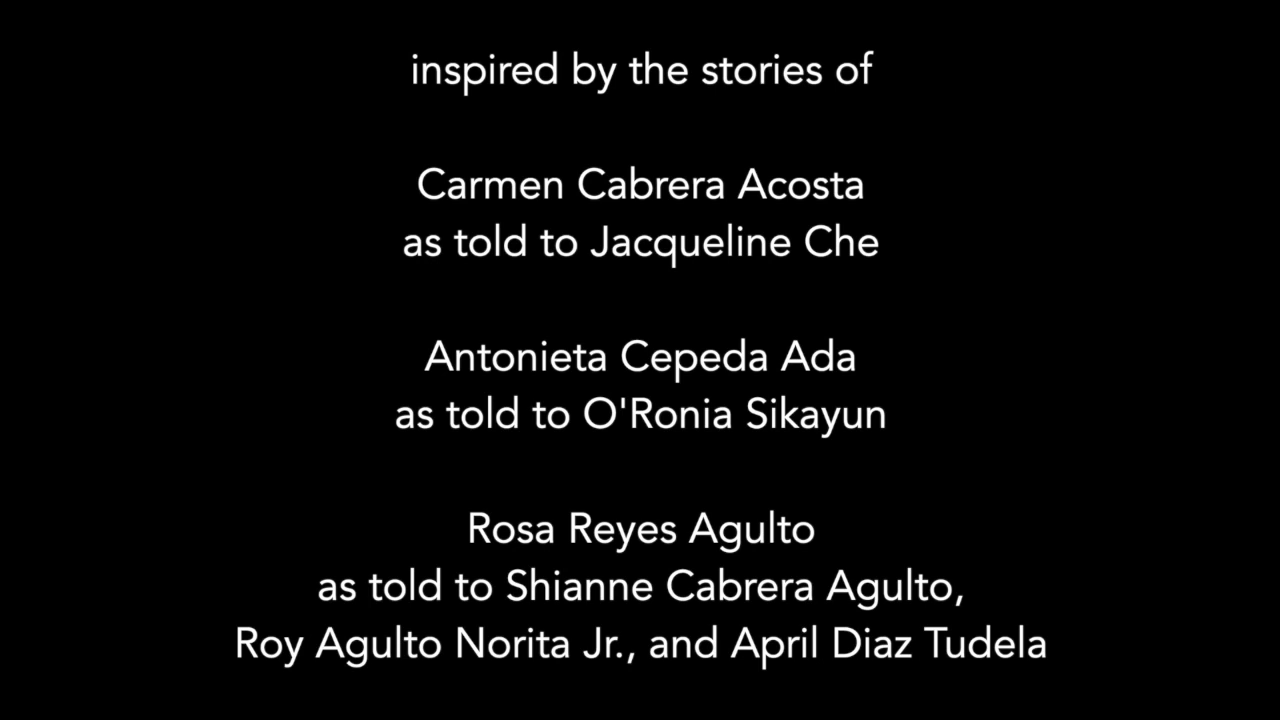 inspired by the stories of
Carmen Cabrera Acosta
as told to Jacqueline Che
Antonieta Cepeda Ada
as told to O'Ronia Sikayun
Rosa Reyes Agulto
as told to Shianne Cabrera Agulto,
Roy Agulto Norita Jr., and April Diaz Tudela